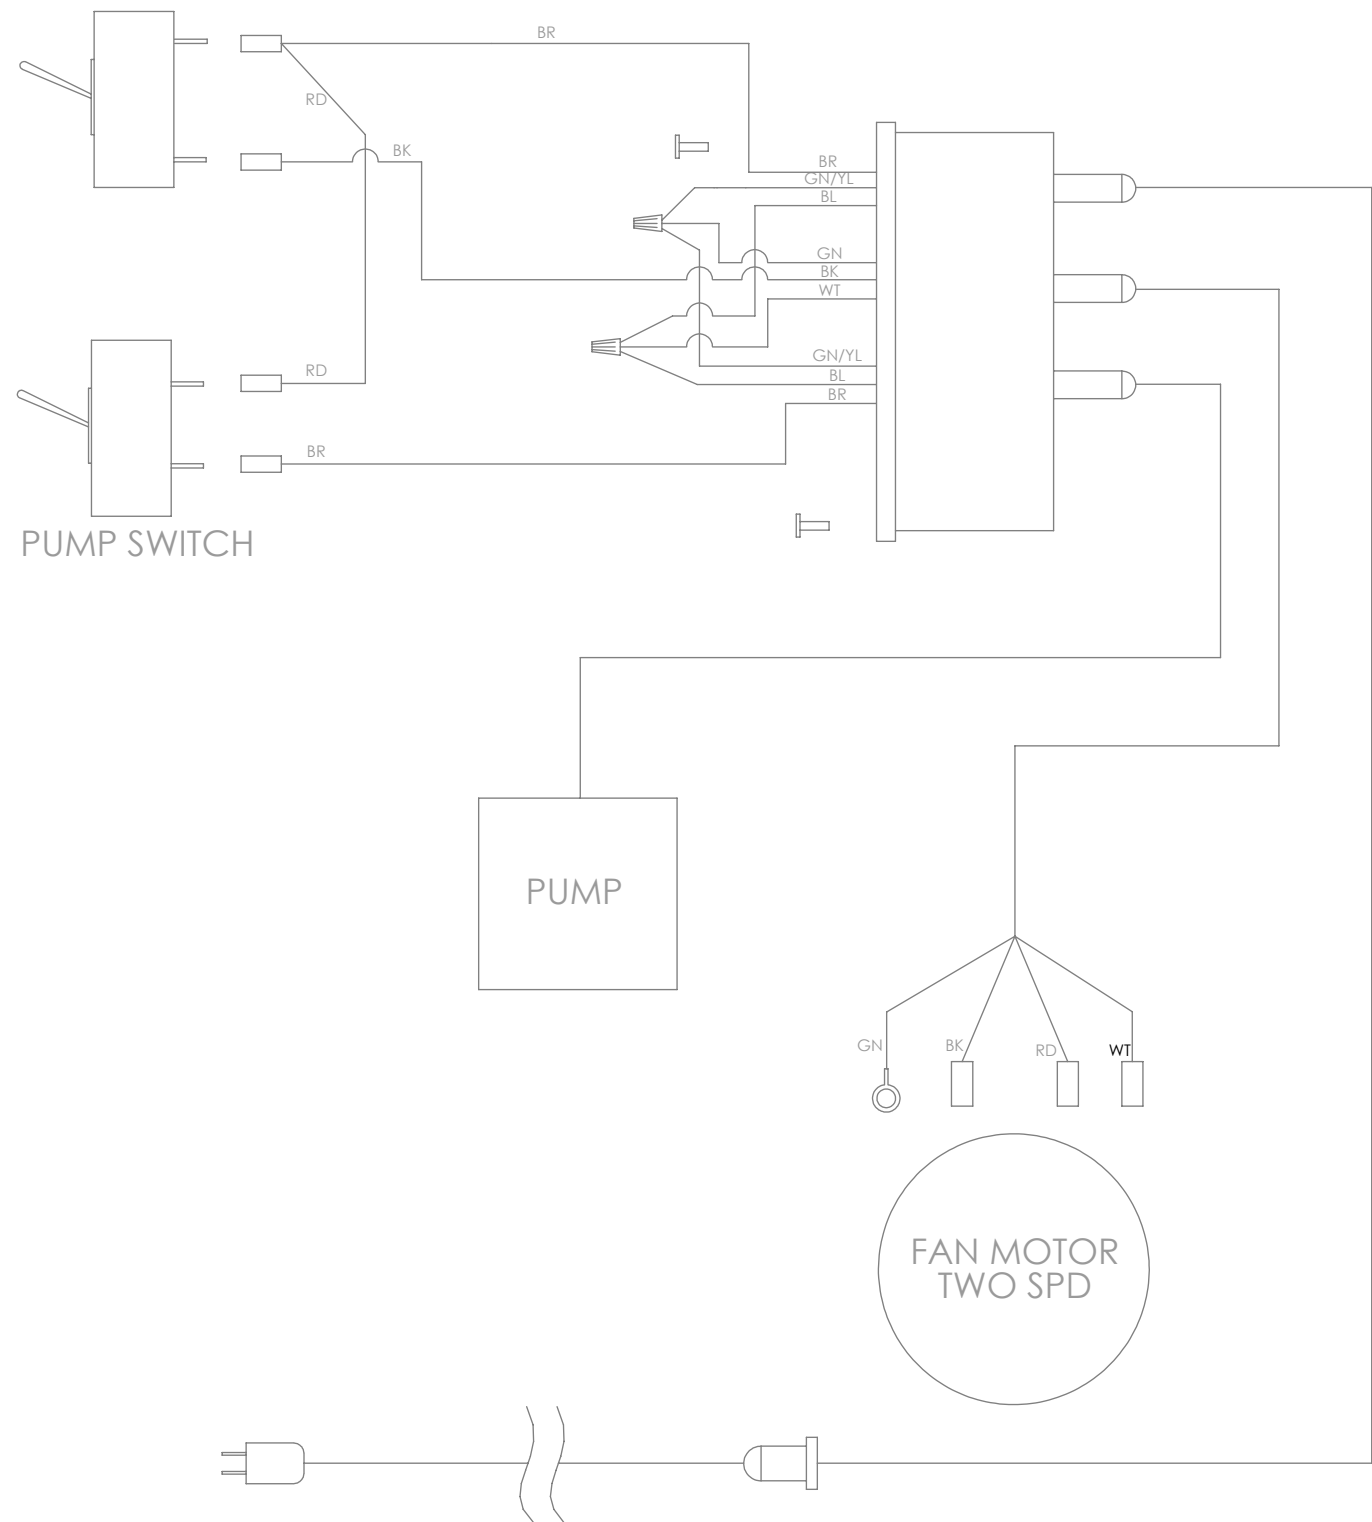 BR
RD
BK
BR
GN/YL
BL
GN
BK
WT
GN/YL
BL
BR
RD
BR
PUMP SWITCH
PUMP
GN
BK
RD
WT
FAN MOTOR
TWO SPD